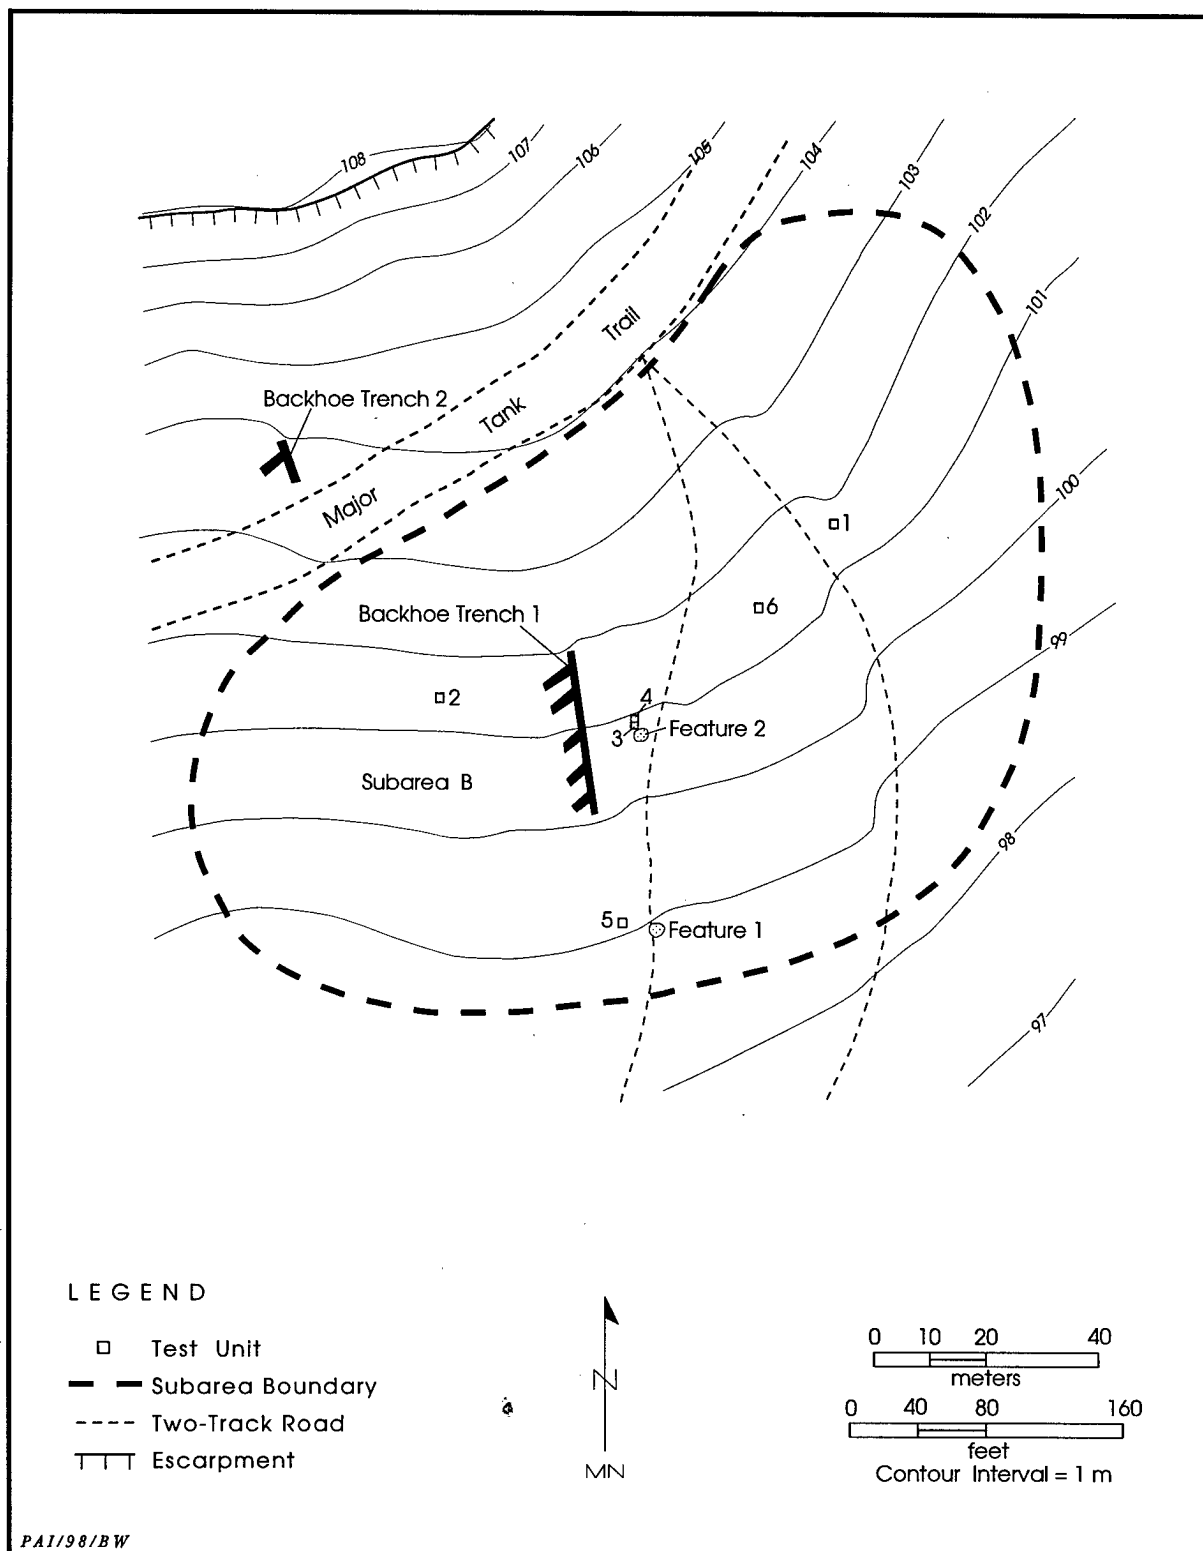 108
107
106
105
104
103
102
101
100
99
98
97
Trail
Tank
Major
Backhoe Trench 2
Backhoe Trench 1
1
6
2
4
3
Feature 2
Subarea B
5
Feature 1
LEGEND
Test Unit
Subarea Boundary
Two-Track Road
Escarpment
N
MN
0 10 20 40
meters
0 40 80 160
feet
Contour Interval = 1 m
PAI/98/BW